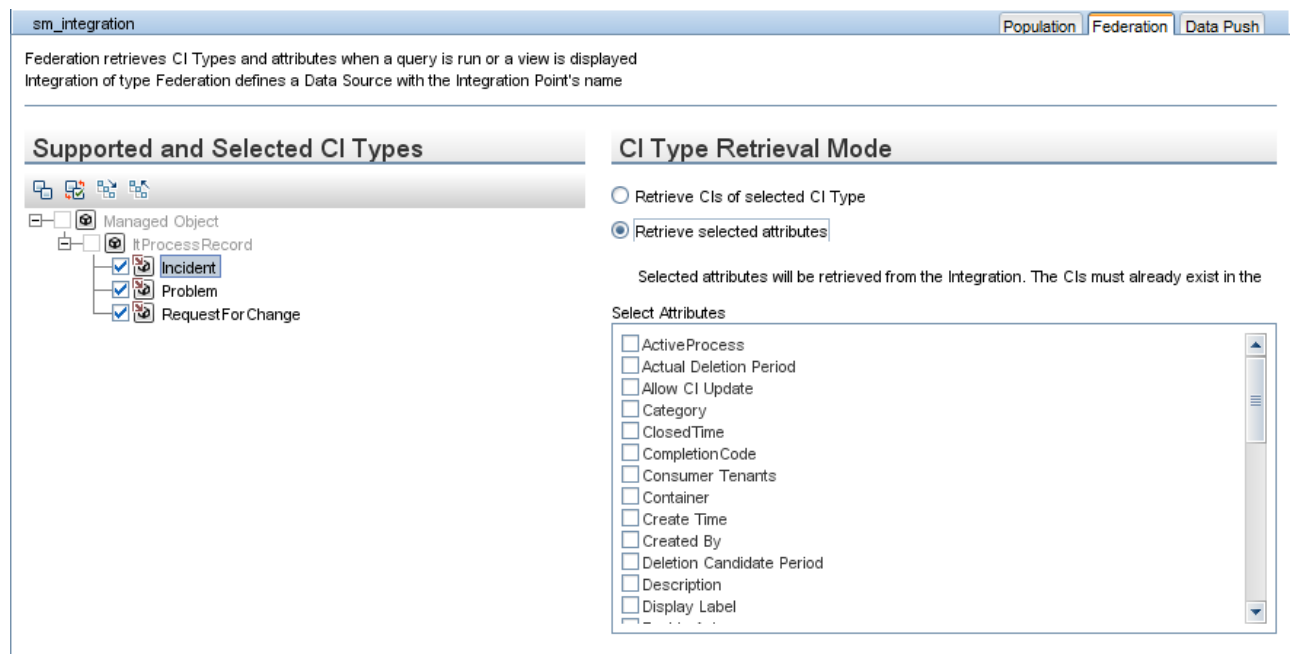 sm_integration
Population Federation Data Push
Federation retrieves CI Types and attributes when a query is run or a view is displayed
Integration of type Federation defines a Data Source with the Integration Point's name
Supported and Selected CI Types
CI Type Retrieval Mode
Managed Object
ItProcessRecord
Incident
Problem
RequestForChange
Retrieve CIs of selected CI Type
Retrieve selected attributes
Selected attributes will be retrieved from the Integration. The CIs must already exist in the
Select Attributes
ActiveProcess
Actual Deletion Period
Allow CI Update
Category
ClosedTime
CompletionCode
Consumer Tenants
Container
Create Time
Created By
Deletion Candidate Period
Description
Display Label